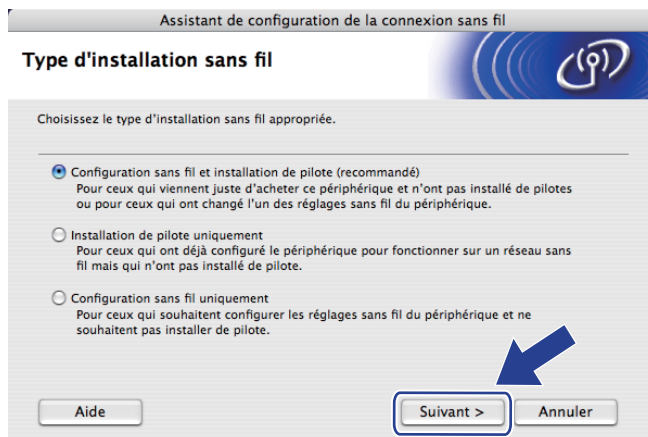 Assistant de configuration de la connexion sans fil
Type d'installation sans fil
Choisissez le type d'installation sans fil appropriée.
Configuration sans fil et installation de pilote (recommandé)
Pour ceux qui viennent juste d'acheter ce périphérique et n'ont pas installé de pilotes
ou pour ceux qui ont changé l'un des réglages sans fil du périphérique.
Installation de pilote uniquement
Pour ceux qui ont déjà configuré le périphérique pour fonctionner sur un réseau sans
fil mais qui n'ont pas installé de pilote.
Configuration sans fil uniquement
Pour ceux qui souhaitent configurer les réglages sans fil du périphérique et ne
souhaitent pas installer de pilote.
Aide
Suivant >
Annuler